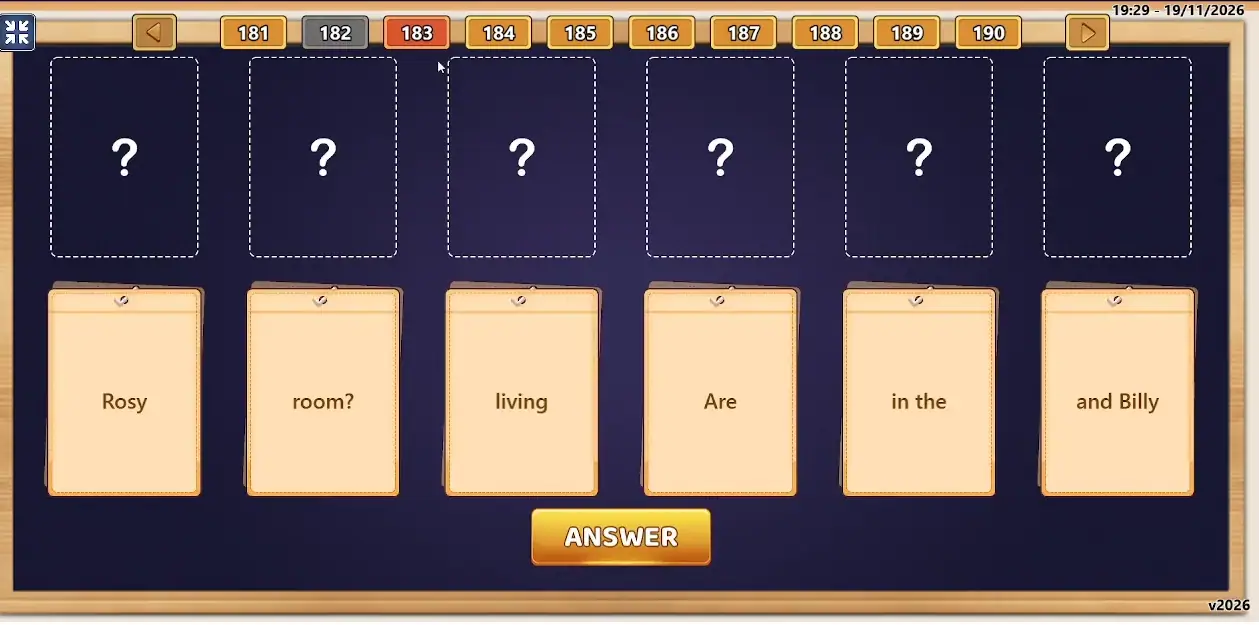 19:29 - 19/11/2026
181 182 183 184 185 186 187 188 189 190
? ? ? ? ? ?
Rosy room? living Are in the and Billy
ANSWER
v2026